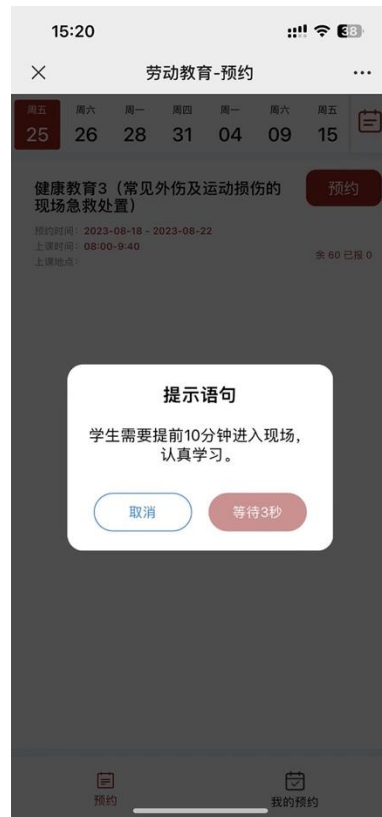 15:20
38
劳动教育-预约
周五 周六 周一 周四 周一 周六 周五
25 26 28 31 04 09 15
健康教育3（常见外伤及运动损伤的
现场急救处置）
预约
预约时间：2023-08-18 - 2023-08-22
上课时间：08:00-9:40
上课地点：
余 60 已报 0
提示语句
学生需要提前10分钟进入现场，
认真学习。
取消
等待3秒
预约
我的预约